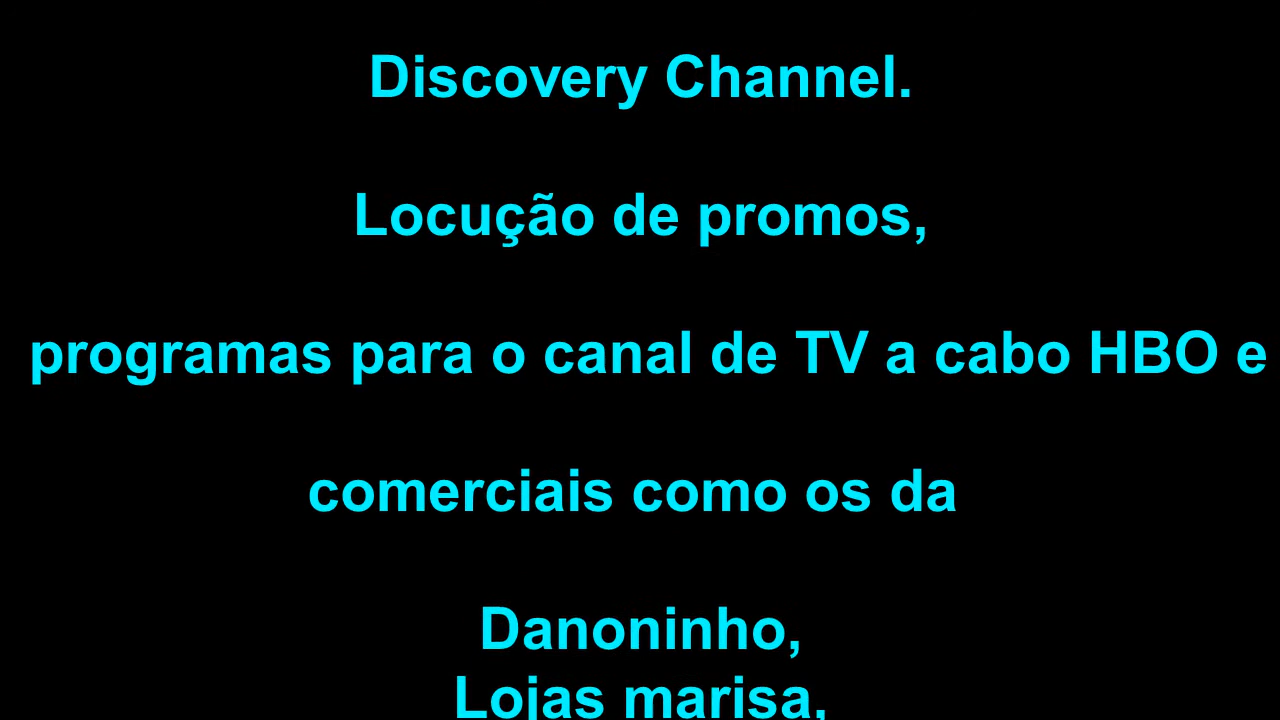 Discovery Channel.
Locução de promos,
programas para o canal de TV a cabo HBO e
comerciais como os da
Danoninho,
Lojas marisa,